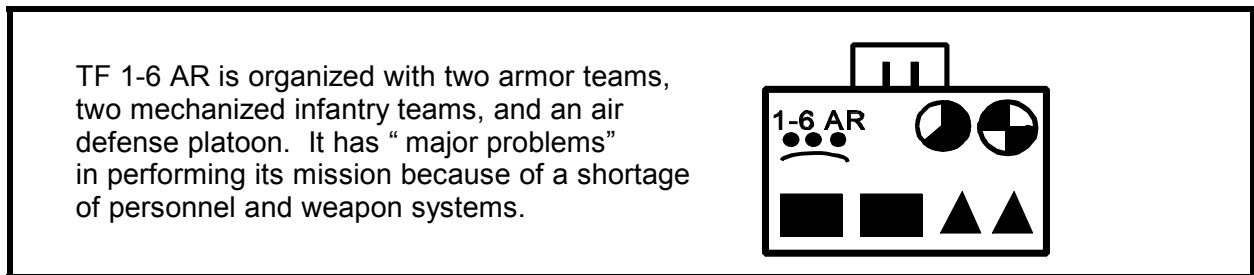 TF 1-6 AR is organized with two armor teams,
two mechanized infantry teams, and an air
defense platoon.  It has “ major problems”
in performing its mission because of a shortage
of personnel and weapon systems.
1-6 AR